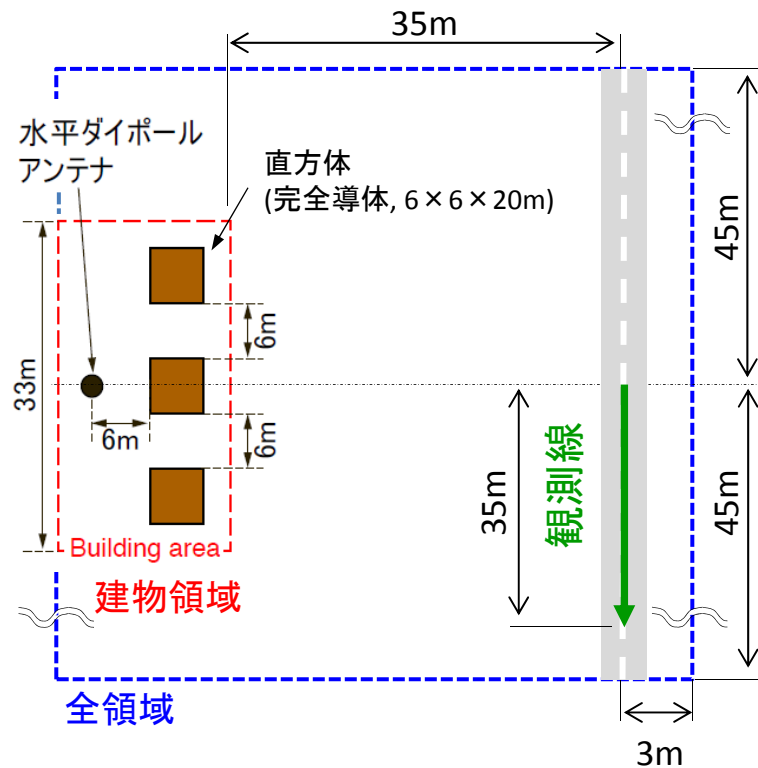 35m
水平ダイポール
アンテナ
直方体
(完全導体, 6×6×20m)
45m
6m
33m
6m
6m
35m
観測線
45m
Building area
建物領域
全領域
3m